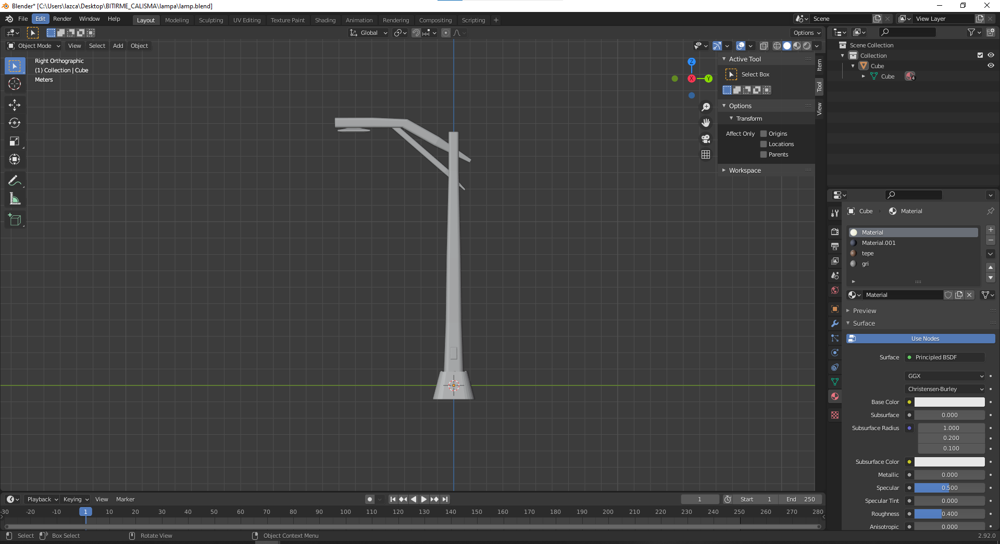 Blender* [C:\Users\lazca\Desktop\BITIRME_CALISMA\lampa\lamp.blend]
File Edit Render Window Help Layout Modeling Sculpting UV Editing Texture Paint Shading Animation Rendering Compositing Scripting Scene View Layer
Global Options
Object Mode View Select Add Object
Right Orthographic
(1) Collection | Cube
Meters
Z
X
Y
Active Tool
Select Box
Options
Transform
Affect Only Origins
Locations
Parents
Workspace
Item
Tool
View
Scene Collection
Collection
Cube
Cube 4
Cube Material
Material
Material.001
tepe
gri
Material
Preview
Surface
Use Nodes
Surface Principled BSDF
GGX
Christensen-Burley
Base Color
Subsurface 0.000
Subsurface Radius 1.000
0.200
0.100
Subsurface Color
Metallic 0.000
Specular 0.500
Specular Tint 0.000
Roughness 0.400
Anisotropic 0.000
Playback Keying View Marker 1 Start 1 End 250
-30 -20 -10 1 10 20 30 40 50 60 70 80 90 100 110 120 130 140 150 160 170 180 190 200 210 220 230 240 250 260 270 280
Select Box Select Rotate View Object Context Menu 2.92.0